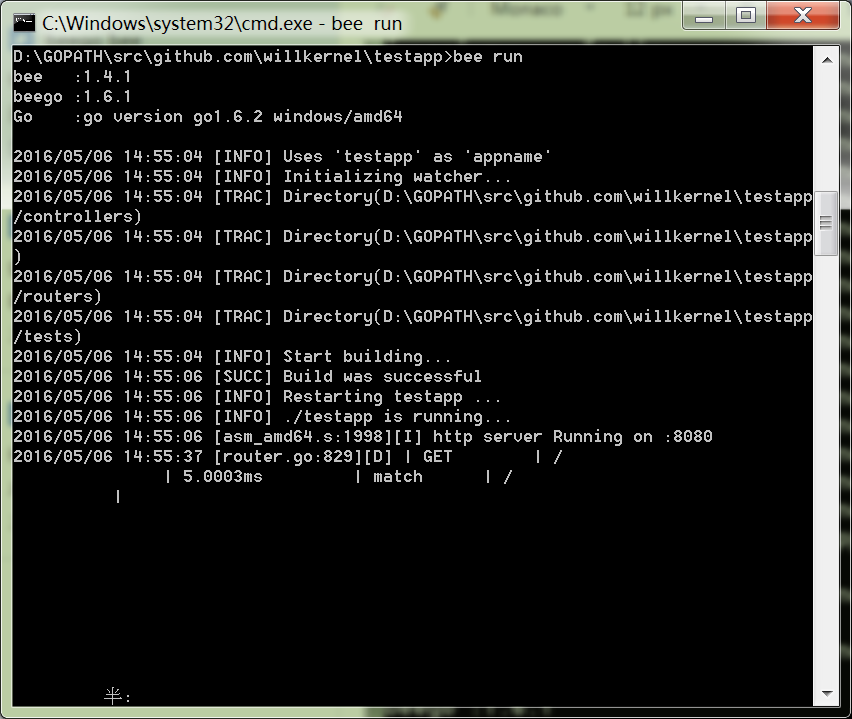 C:\Windows\system32\cmd.exe - bee  run
D:\GOPATH\src\github.com\willkernel\testapp>bee run
bee   :1.4.1
beego :1.6.1
Go    :go version go1.6.2 windows/amd64
2016/05/06 14:55:04 [INFO] Uses 'testapp' as 'appname'
2016/05/06 14:55:04 [INFO] Initializing watcher...
2016/05/06 14:55:04 [TRAC] Directory(D:\GOPATH\src\github.com\willkernel\testapp
/controllers)
2016/05/06 14:55:04 [TRAC] Directory(D:\GOPATH\src\github.com\willkernel\testapp
)
2016/05/06 14:55:04 [TRAC] Directory(D:\GOPATH\src\github.com\willkernel\testapp
/routers)
2016/05/06 14:55:04 [TRAC] Directory(D:\GOPATH\src\github.com\willkernel\testapp
/tests)
2016/05/06 14:55:04 [INFO] Start building...
2016/05/06 14:55:06 [SUCC] Build was successful
2016/05/06 14:55:06 [INFO] Restarting testapp ...
2016/05/06 14:55:06 [INFO] ./testapp is running...
2016/05/06 14:55:06 [asm_amd64.s:1998][I] http server Running on :8080
2016/05/06 14:55:37 [router.go:829][D] | GET        | /
| 5.0003ms         | match      | /
|
半: